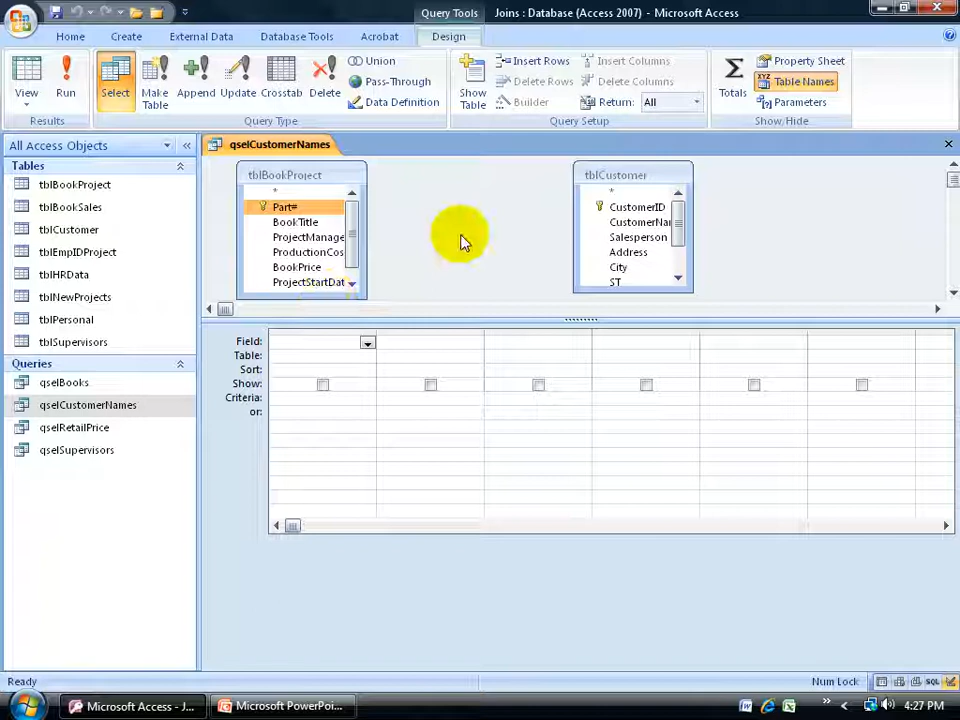 Query Tools
Joins : Database (Access 2007) - Microsoft Access
Home Create External Data Database Tools Acrobat Design
View
Run
Results
Select
Make Table
Append
Update
Crosstab
Delete
Union
Pass-Through
Data Definition
Query Type
Show Table
Insert Rows
Delete Rows
Builder
Insert Columns
Delete Columns
Return: All
Query Setup
Totals
Property Sheet
XYZ Table Names
Parameters
Show/Hide
All Access Objects
Tables
tblBookProject
tblBookSales
tblCustomer
tblEmpIDProject
tblHRData
tblNewProjects
tblPersonal
tblSupervisors
Queries
qselBooks
qselCustomerNames
qselRetailPrice
qselSupervisors
qselCustomerNames
tblBookProject
*
Part#
BookTitle
ProjectManage
ProductionCos
BookPrice
ProjectStartDat
tblCustomer
*
CustomerID
CustomerNar
Salesperson
Address
City
ST
Field:
Table:
Sort:
Show:
Criteria:
or:
Ready
Num Lock
SQL
Microsoft Access - J...
Microsoft PowerPoi...
4:27 PM